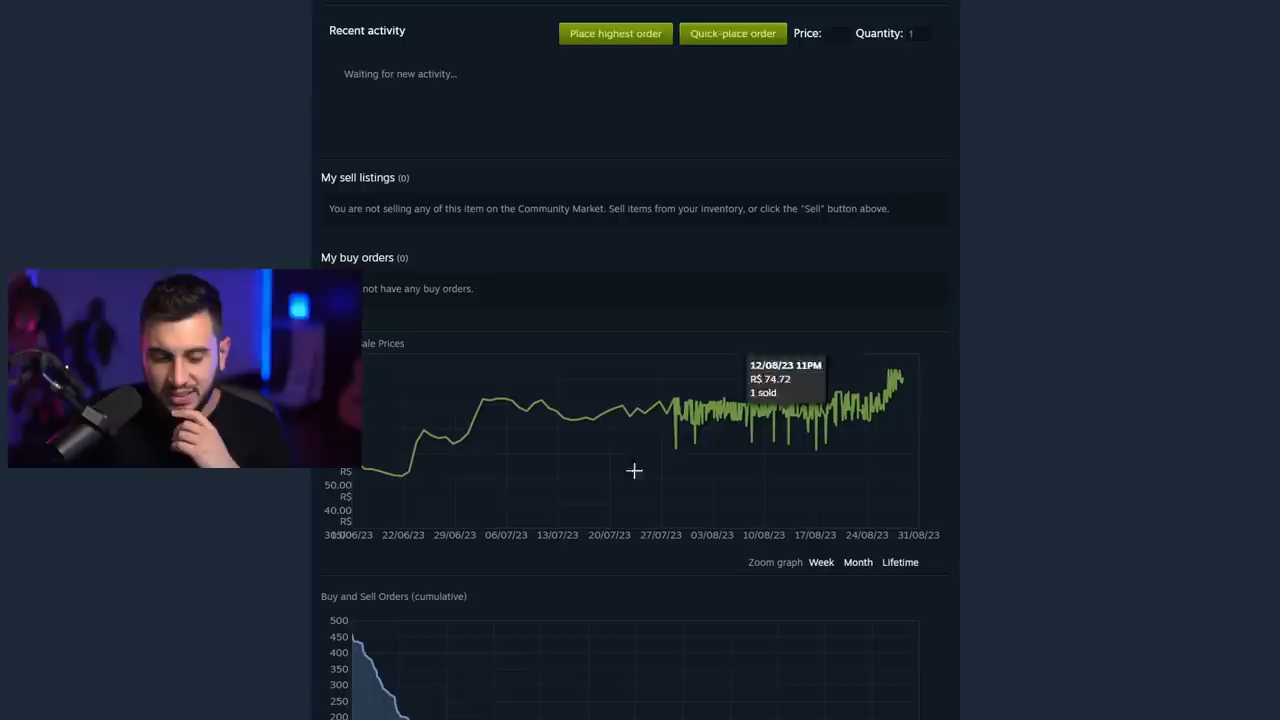 Recent activity
Place highest order
Quick-place order
Price:
Quantity: 1
Waiting for new activity...
My sell listings (0)
You are not selling any of this item on the Community Market. Sell items from your inventory, or click the "Sell" button above.
My buy orders (0)
not have any buy orders.
ale Prices
12/08/23 11PM
R$ 74.72
1 sold
R$
50.00
R$
40.00
R$
22/06/23 29/06/23 06/07/23 13/07/23 20/07/23 27/07/23 03/08/23 10/08/23 17/08/23 24/08/23 31/08/23
Zoom graph Week Month Lifetime
Buy and Sell Orders (cumulative)
500
450
400
350
300
250
200